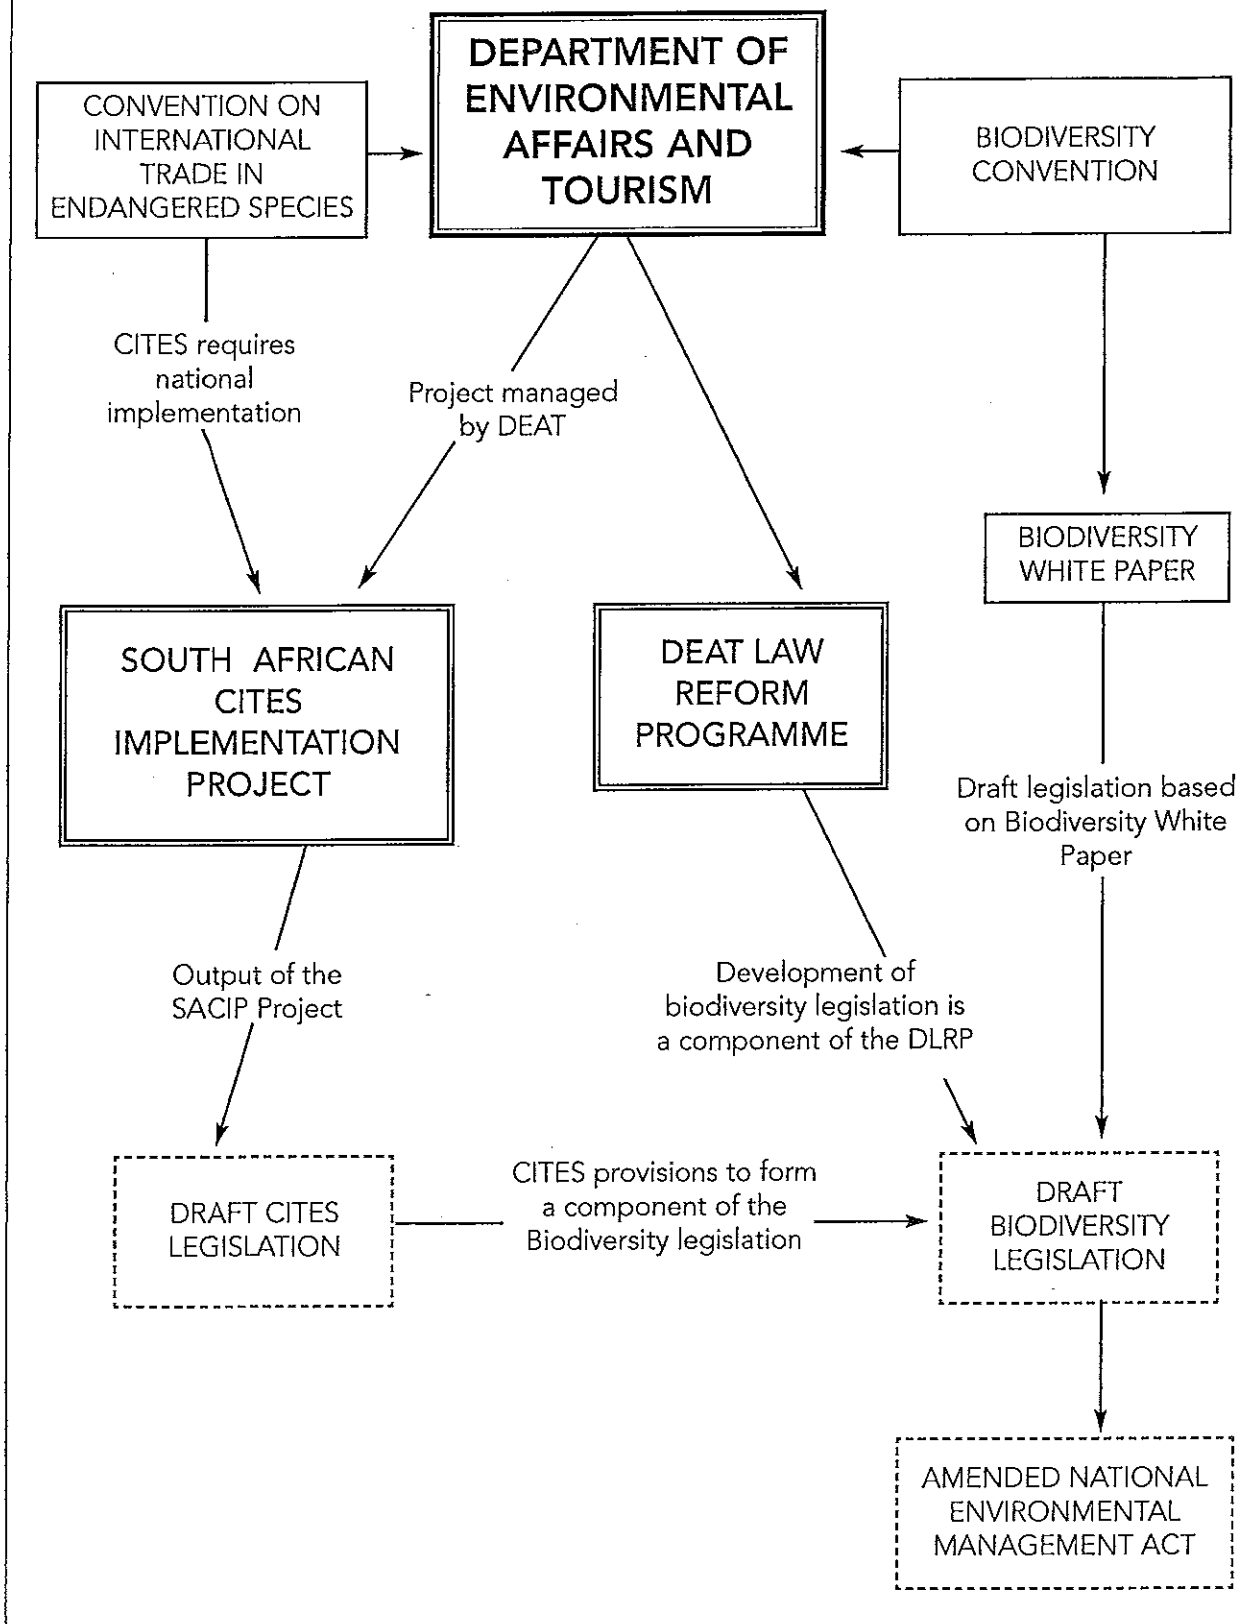 DEPARTMENT OF
ENVIRONMENTAL
AFFAIRS AND
TOURISM
CONVENTION ON
INTERNATIONAL
TRADE IN
ENDANGERED SPECIES
BIODIVERSITY
CONVENTION
CITES requires
national
implementation
Project managed
by DEAT
BIODIVERSITY
WHITE PAPER
SOUTH AFRICAN
CITES
IMPLEMENTATION
PROJECT
DEAT LAW
REFORM
PROGRAMME
Draft legislation based
on Biodiversity White
Paper
Output of the
SACIP Project
Development of
biodiversity legislation is
a component of the DLRP
DRAFT CITES
LEGISLATION
CITES provisions to form
a component of the
Biodiversity legislation
DRAFT
BIODIVERSITY
LEGISLATION
AMENDED NATIONAL
ENVIRONMENTAL
MANAGEMENT ACT